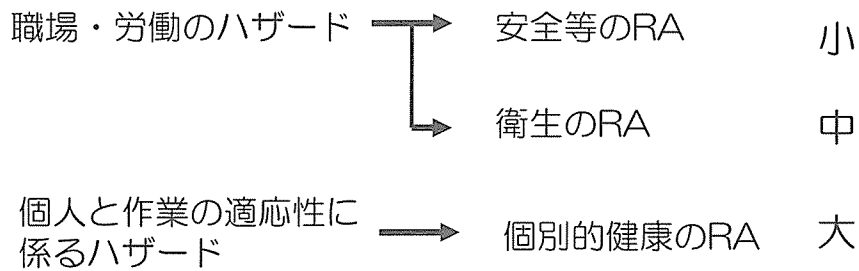 職場・労働のハザード 安全等のRA 小
衛生のRA 中
個人と作業の適応性に
係るハザード 個別的健康のRA 大